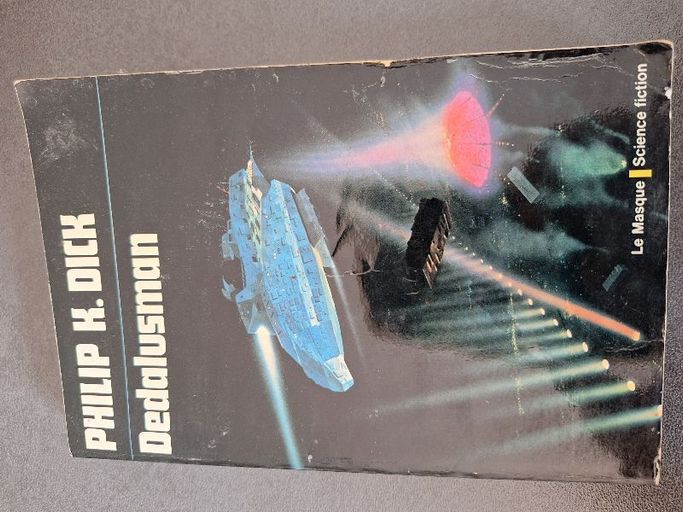 PHILIP K. DICK
Dedalusman
Le Masque | Science fiction